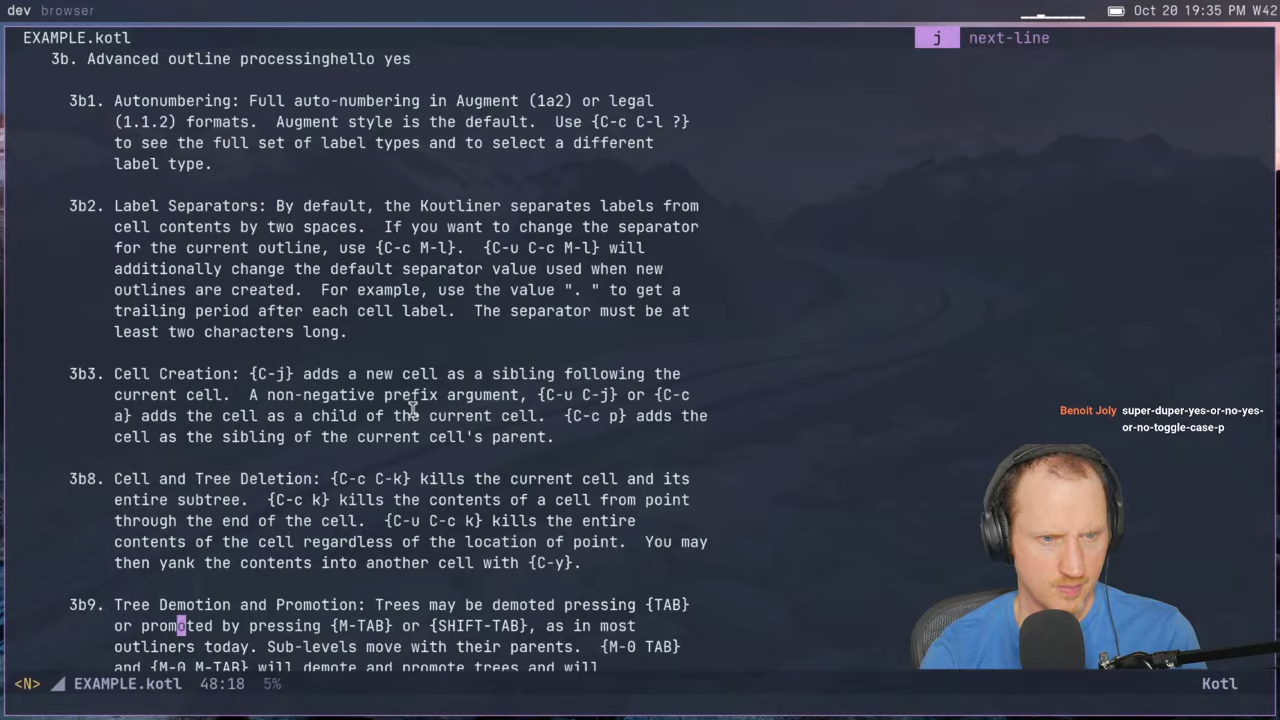 dev browser
Oct 20 19:35 PM W42
EXAMPLE.kotl
j next-line
3b. Advanced outline processinghello yes
3b1. Autonumbering: Full auto-numbering in Augment (1a2) or legal
(1.1.2) formats.  Augment style is the default.  Use {C-c C-l ?}
to see the full set of label types and to select a different
label type.
3b2. Label Separators: By default, the Koutliner separates labels from
cell contents by two spaces.  If you want to change the separator
for the current outline, use {C-c M-l}.  {C-u C-c M-l} will
additionally change the default separator value used when new
outlines are created.  For example, use the value ". " to get a
trailing period after each cell label.  The separator must be at
least two characters long.
3b3. Cell Creation: {C-j} adds a new cell as a sibling following the
current cell.  A non-negative prefix argument, {C-u C-j} or {C-c
a} adds the cell as a child of the current cell.  {C-c p} adds the
cell as the sibling of the current cell's parent.
3b8. Cell and Tree Deletion: {C-c C-k} kills the current cell and its
entire subtree.  {C-c k} kills the contents of a cell from point
through the end of the cell.  {C-u C-c k} kills the entire
contents of the cell regardless of the location of point.  You may
then yank the contents into another cell with {C-y}.
3b9. Tree Demotion and Promotion: Trees may be demoted pressing {TAB}
or promoted by pressing {M-TAB} or {SHIFT-TAB}, as in most
outliners today. Sub-levels move with their parents.  {M-0 TAB}
and {M-0 M-TAB} will demote and promote trees and will
Benoit Joly super-duper-yes-or-no-yes-
or-no-toggle-case-p
<N> EXAMPLE.kotl 48:18 5%
Kotl